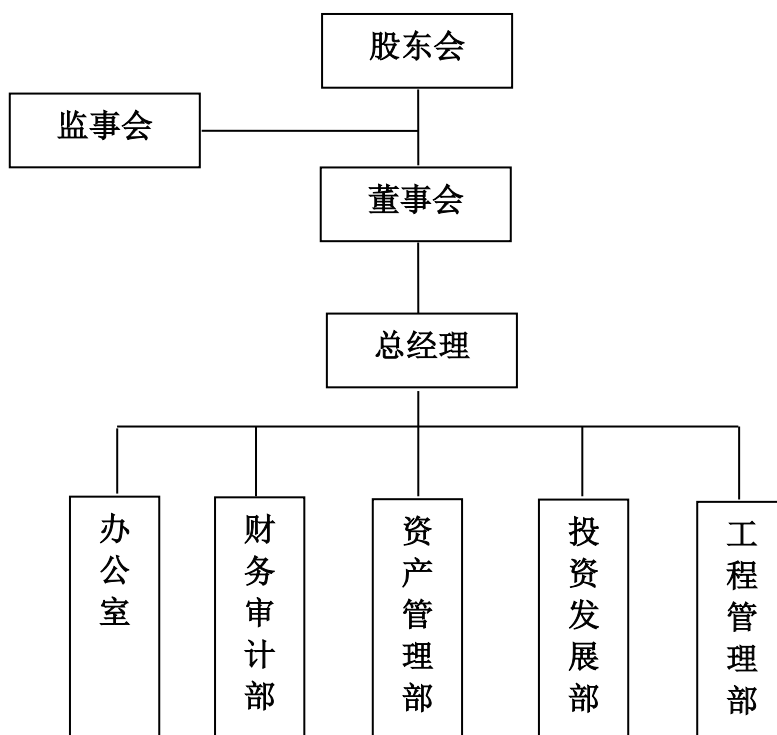 股东会
监事会
董事会
总经理
办公室
财务审计部
资产管理部
投资发展部
工程管理部